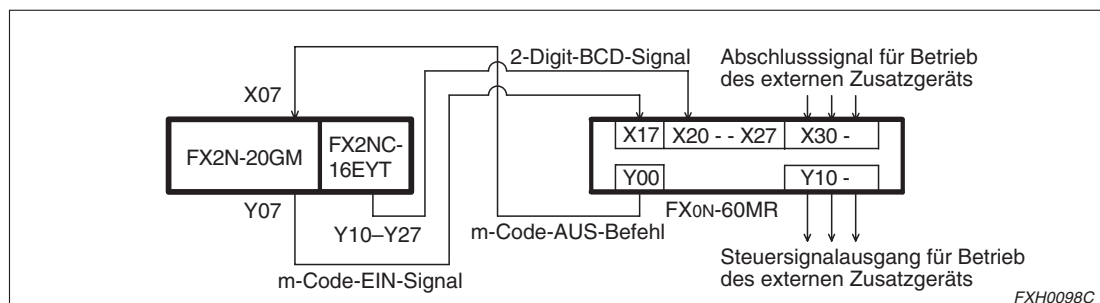 2-Digit-BCD-Signal
Abschlusssignal für Betrieb
des externen Zusatzgeräts
X07
FX2N-20GM
FX2NC-
16EYT
X17
X20 - - X27
X30 -
Y00
Y10 -
Y07
Y10–Y27
m-Code-AUS-Befehl
FX0N-60MR
m-Code-EIN-Signal
Steuersignalausgang für Betrieb
des externen Zusatzgeräts
FXH0098C